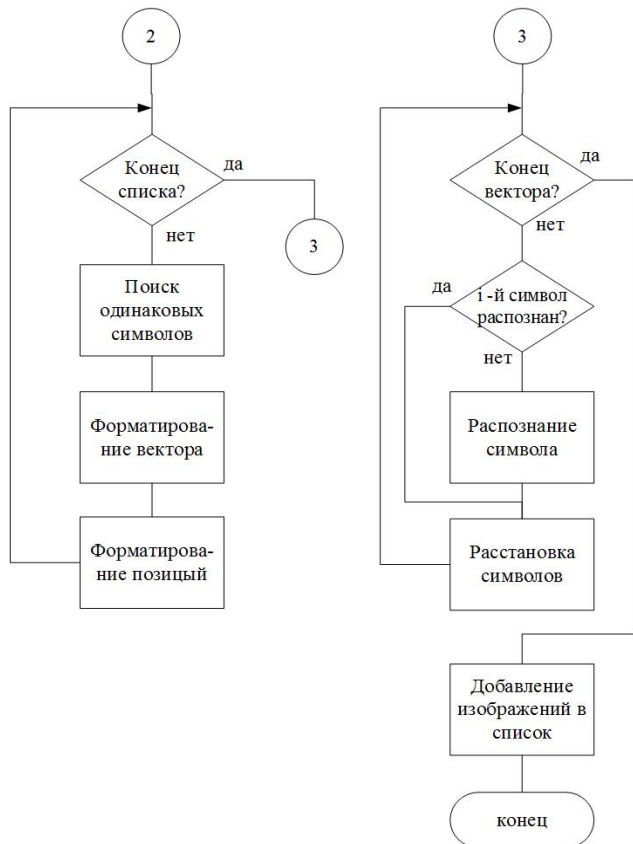 2
Конец
списка?
да
3
нет
Поиск
одинаковых
символов
Форматирова-
ние вектора
Форматирова-
ние позицый
3
Конец
вектора?
да
нет
да
i -й символ
распознан?
нет
Распознание
символа
Расстановка
символов
Добавление
изображений в
список
конец